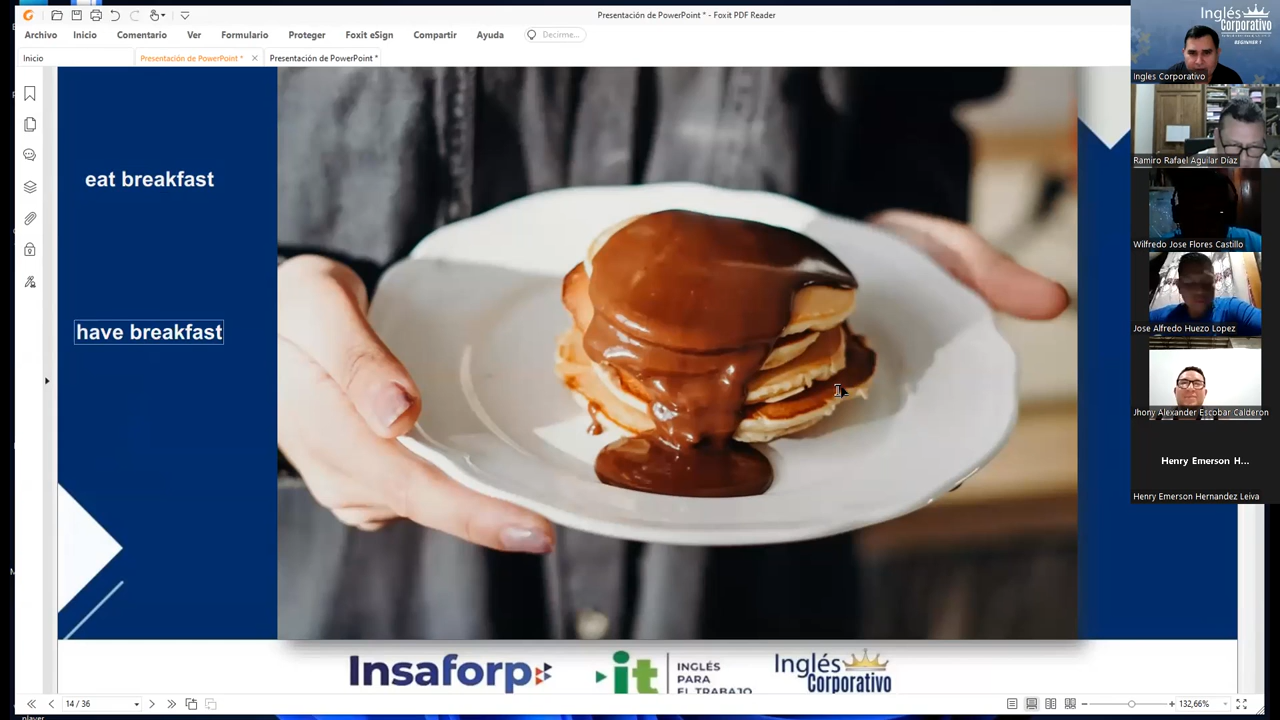 Presentación de PowerPoint * - Foxit PDF Reader
Archivo Inicio Comentario Ver Formulario Proteger Foxit eSign Compartir Ayuda Decirme...
Inicio Presentación de PowerPoint * Presentación de PowerPoint *
eat breakfast
have breakfast
Insaforp
it INGLÉS
PARA
EL TRABAJO
Inglés
Corporativo
14 / 36
132,66%
Inglés
Corporativo
BEGINNER 1
Ingles Corporativo
Ramiro Rafael Aguilar Díaz
Wilfredo Jose Flores Castillo
Jose Alfredo Huezo Lopez
Jhony Alexander Escobar Calderon
Henry Emerson H...
Henry Emerson Hernandez Leiva